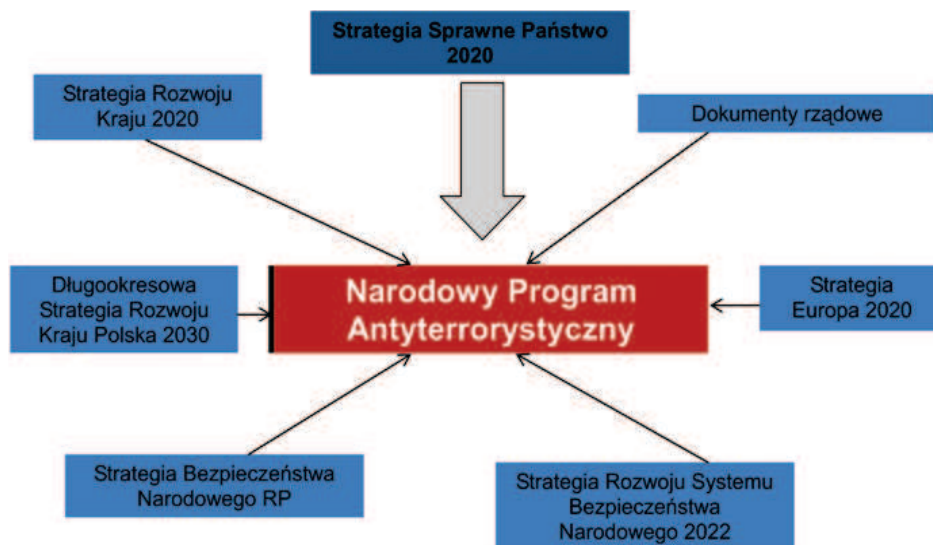 Strategia Sprawne Państwo
2020
Strategia Rozwoju
Kraju 2020
Dokumenty rządowe
Długookresowa
Strategia Rozwoju
Kraju Polska 2030
Narodowy Program
Antyterrorystyczny
Strategia
Europa 2020
Strategia Bezpieczeństwa
Narodowego RP
Strategia Rozwoju Systemu
Bezpieczeństwa
Narodowego 2022